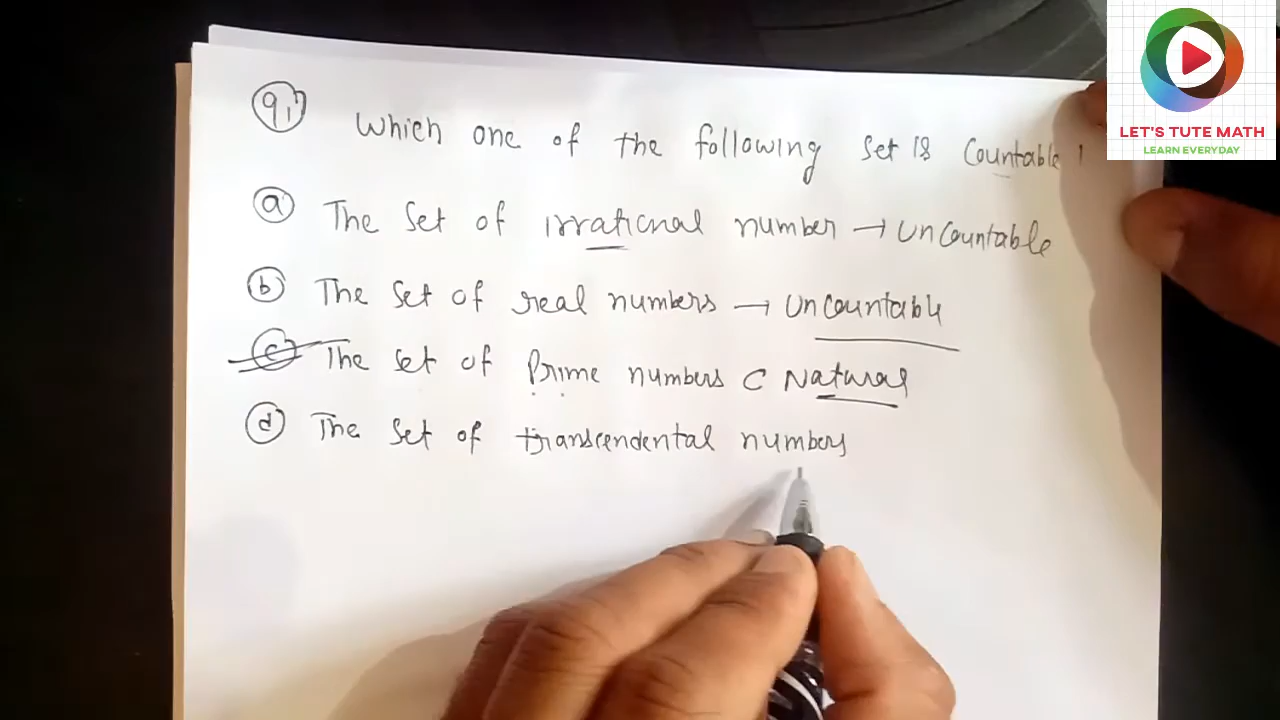 Q1 Which one of the following set is Countable
(a) The set of irrational number → uncountable
(b) The set of real numbers → uncountable
(c) The set of Prime numbers ⊂ Natural
(d) The set of transcendental numbers
LET'S TUTE MATH
LEARN EVERYDAY